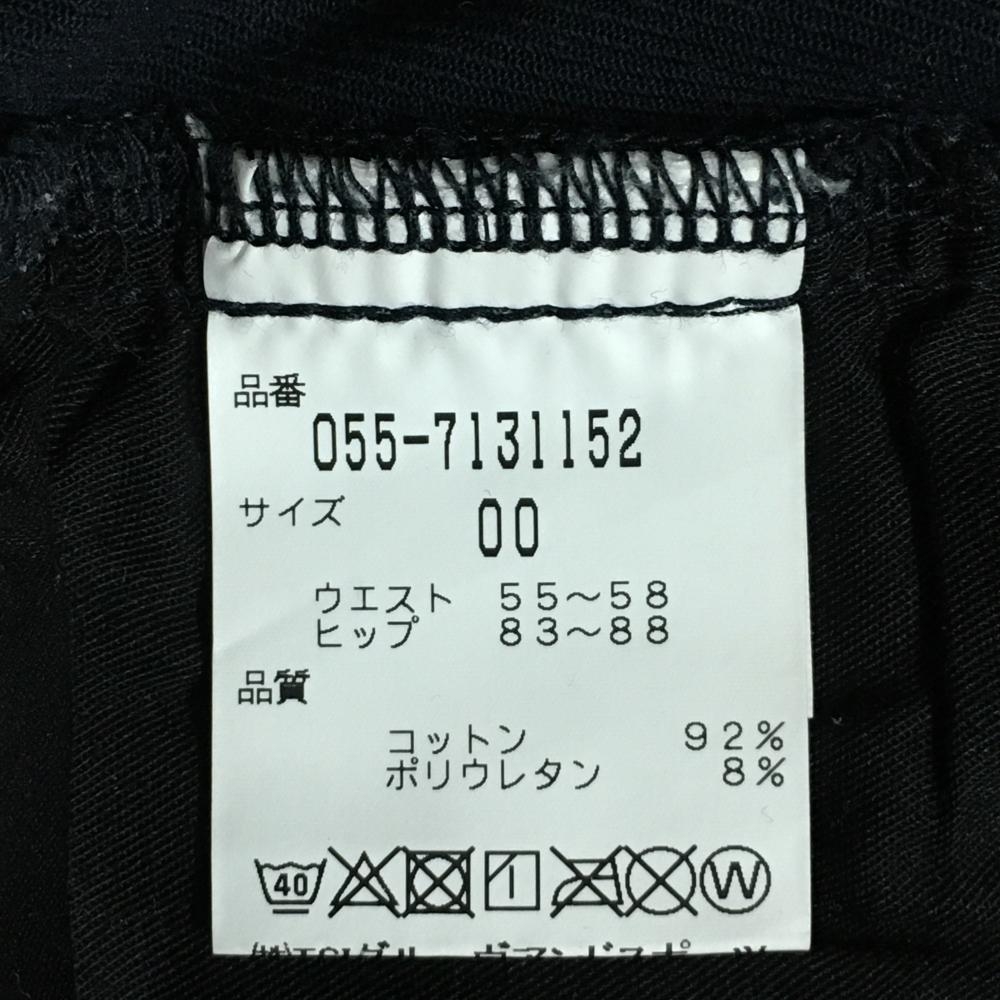 品番
055-7131152
サイズ 00
ウエスト 55〜58
ヒップ 83〜88
品質
コットン 92%
ポリウレタン 8%
40 W